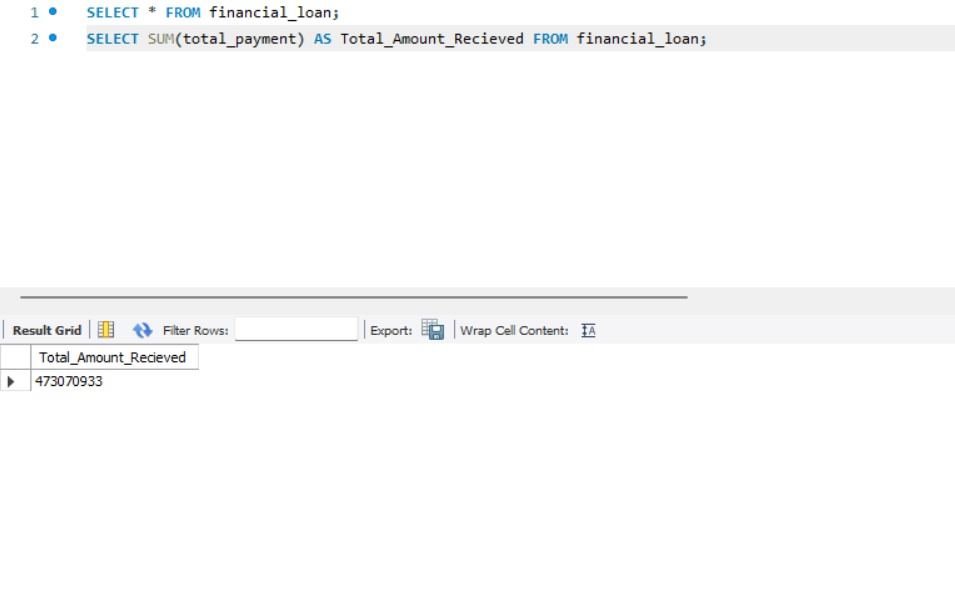 1 SELECT * FROM financial_loan;
2 SELECT SUM(total_payment) AS Total_Amount_Recieved FROM financial_loan;
Result Grid Filter Rows: Export: Wrap Cell Content: IA
Total_Amount_Recieved
473070933